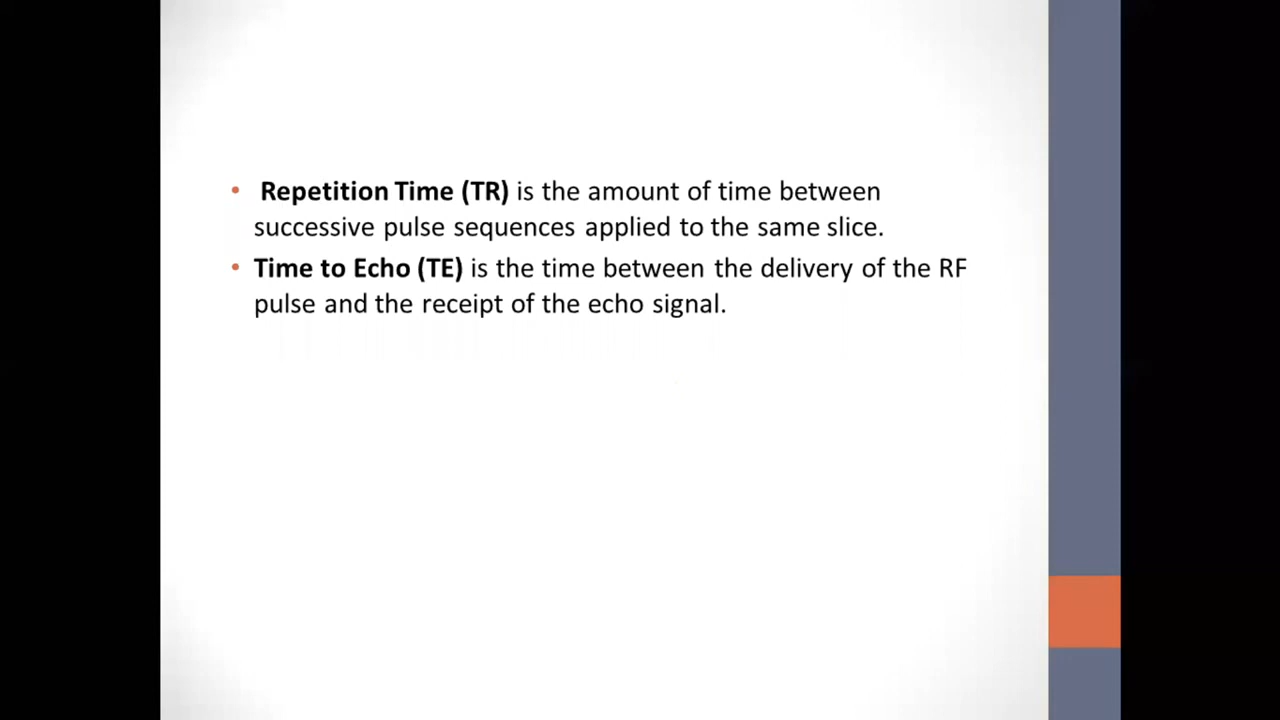 • Repetition Time (TR) is the amount of time between
successive pulse sequences applied to the same slice.
• Time to Echo (TE) is the time between the delivery of the RF
pulse and the receipt of the echo signal.